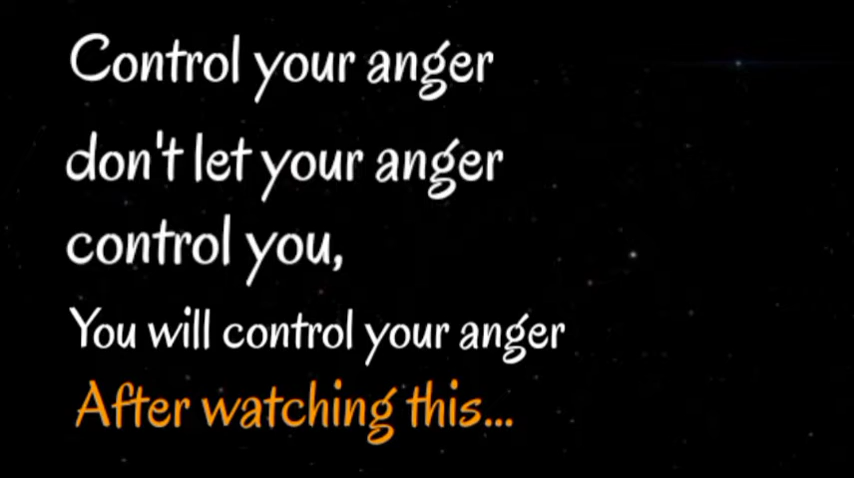 Control your anger
don't let your anger
control you,
You will control your anger
After watching this...